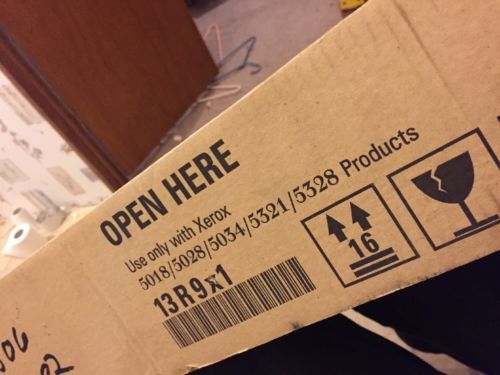 OPEN HERE
Use only with Xerox
5018/5028/5034/5321/5328 Products
13R9x1
16